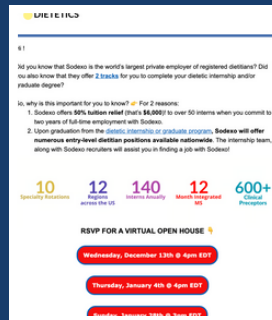 DIETETICS
6 !
Did you know that Sodexo is the world's largest private employer of registered dietitians? Did
you also know that they offer 2 tracks for you to complete your dietetic internship and/or
graduate degree?
So, why is this important for you to know? 👉 For 2 reasons:
1. Sodexo offers 50% tuition relief (that's $6,000)! to over 50 interns when you commit to
two years of full-time employment with Sodexo.
2. Upon graduation from the dietetic internship or graduate program, Sodexo will offer
numerous entry-level dietitian positions available nationwide. The internship team,
along with Sodexo recruiters will assist you in finding a job with Sodexo!
10 12 140 12 600+
Specialty Rotations Regions across the US Interns Anually Month Integrated MS Clinical Preceptors
RSVP FOR A VIRTUAL OPEN HOUSE 👇
Wednesday, December 13th @ 4pm EDT
Thursday, January 4th @ 4pm EDT
Sunday, January 28th @ 3pm EDT